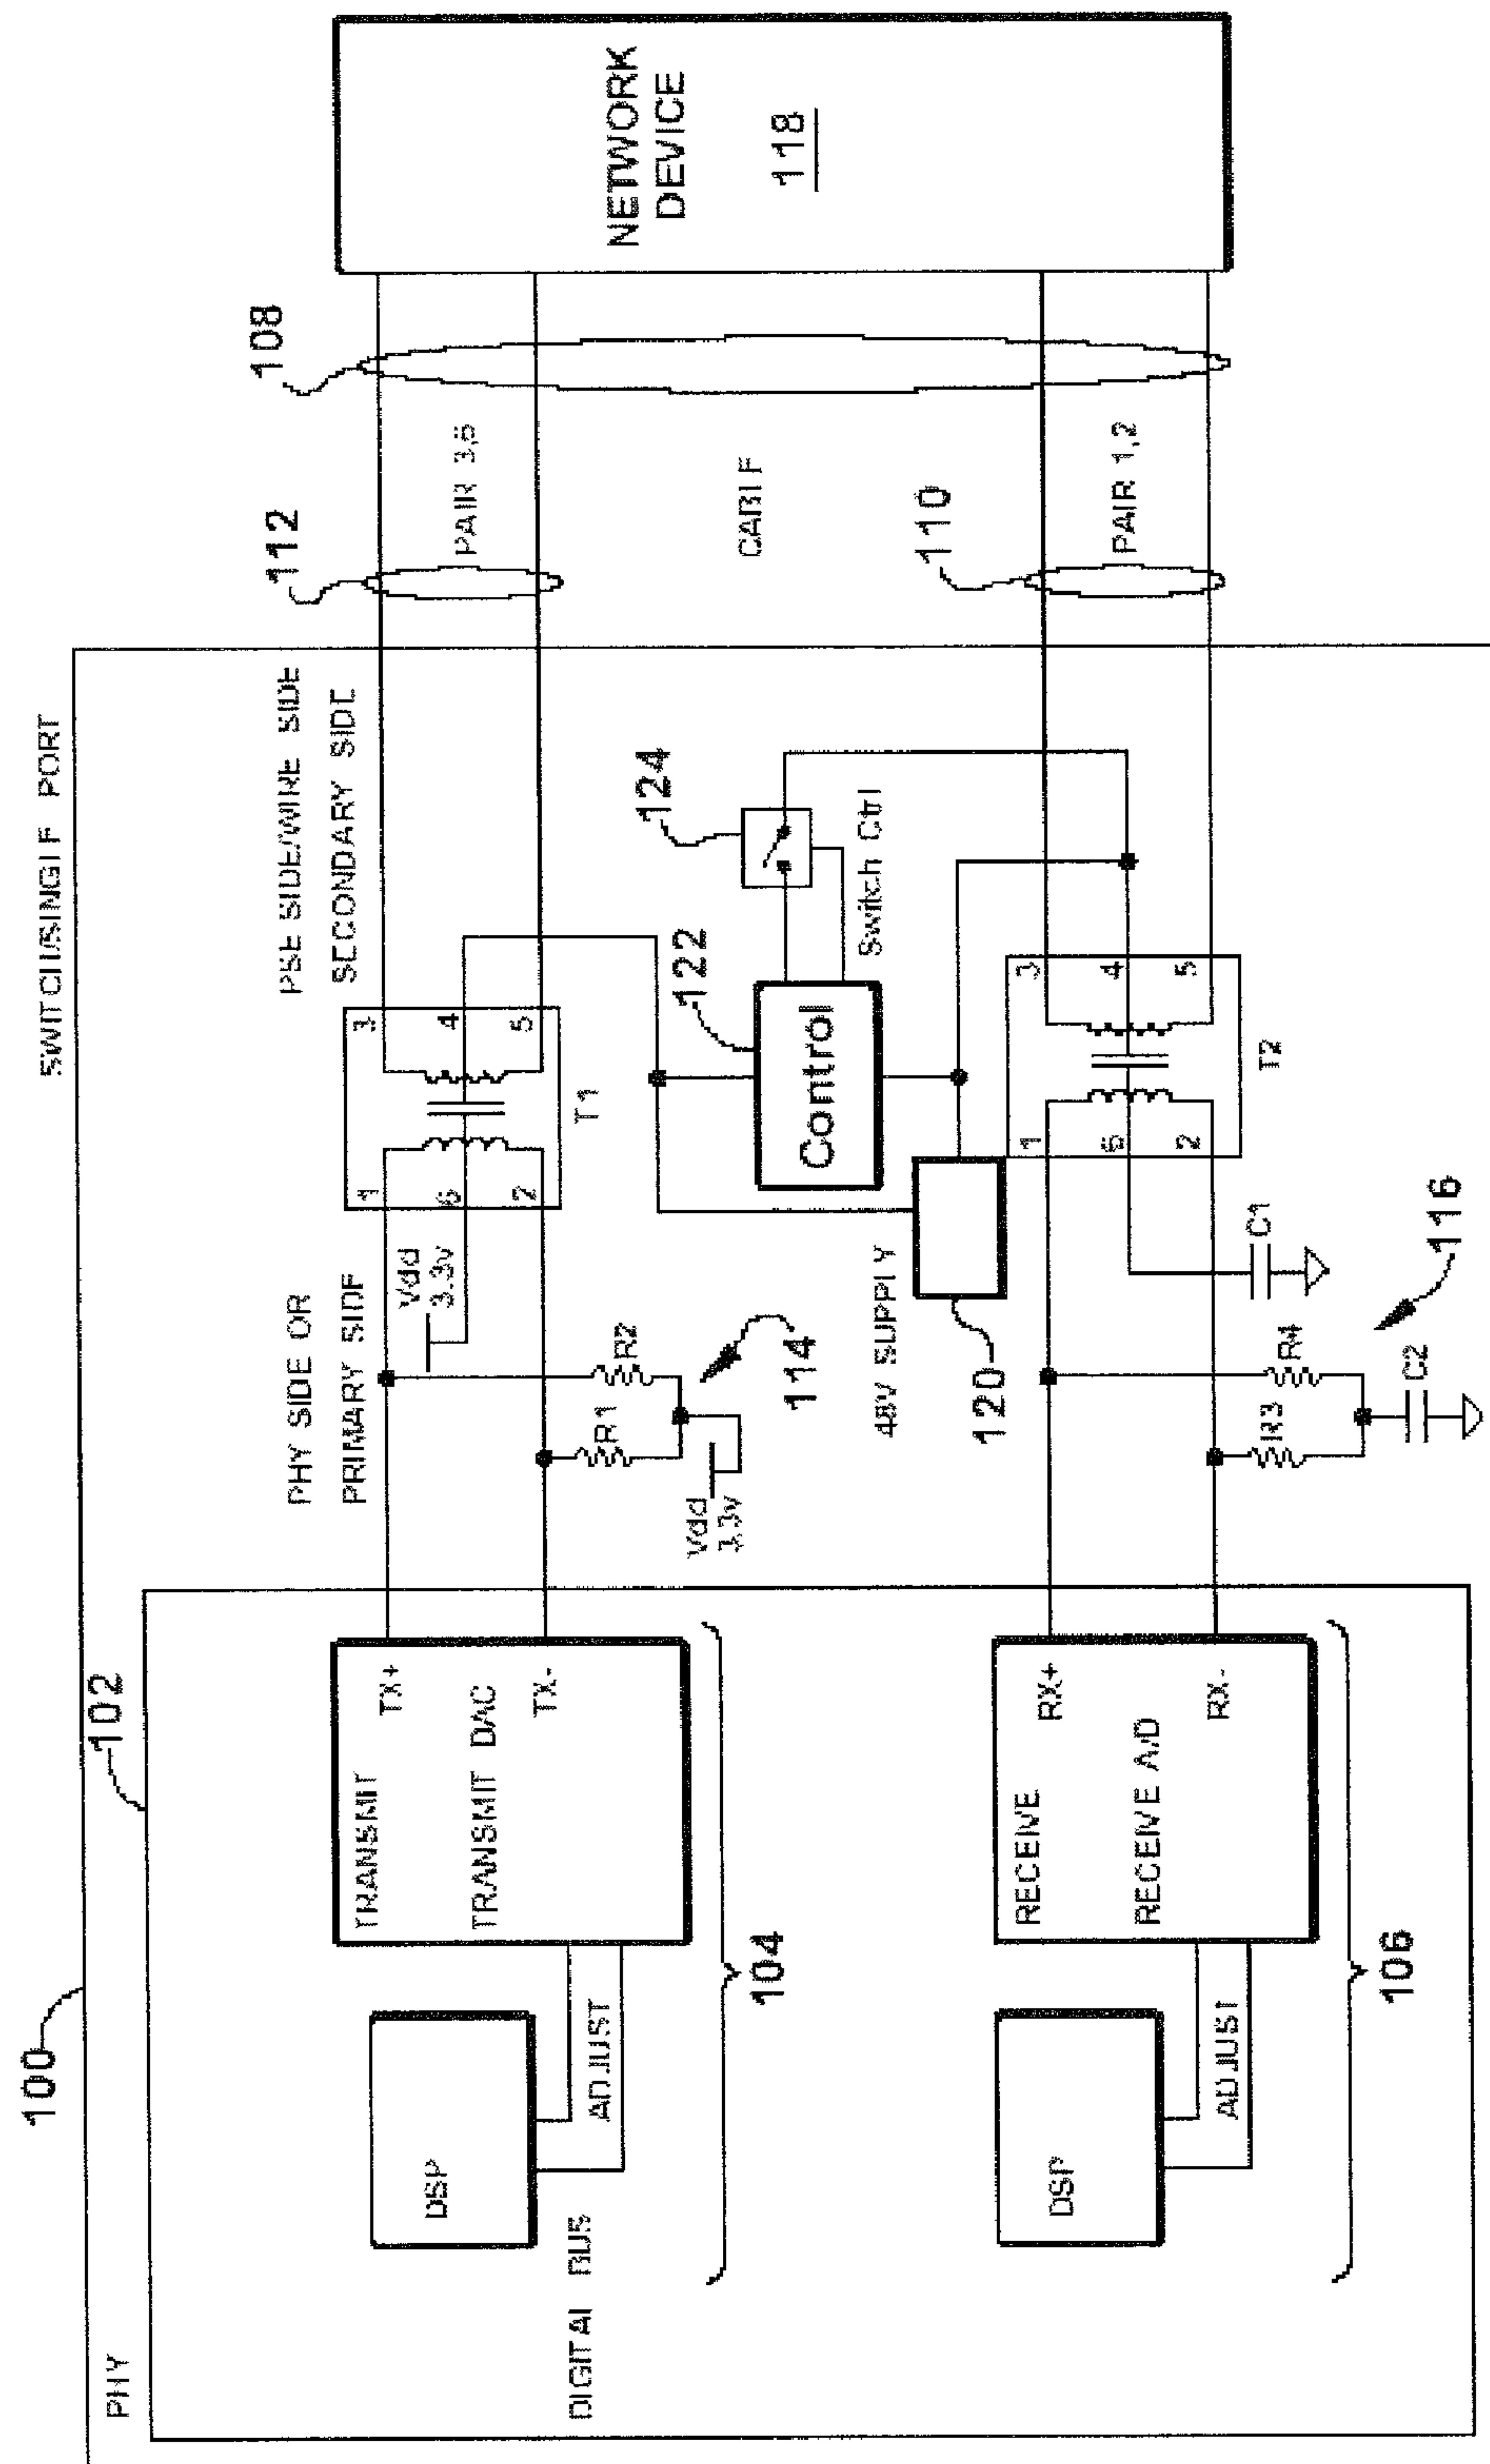 100
SWITCH/SINGLE PORT
PHY
102
DSP
DIGITAL BUS
ADJUST
TRANSMIT
TX+
TRANSMIT DAC
TX-
104
DSP
ADJUST
RECEIVE
RX+
RECEIVE A/D
RX-
106
PHY SIDE OR
PRIMARY SIDE
Vdd
3.3v
R1
R2
Vdd
3.3v
114
1
6
2
3
4
5
T1
PSE SIDE/WIRE SIDE
SECONDARY SIDE
48V SUPPLY
120
Control
122
124
Switch Ctrl
R3
R4
C2
C1
116
1
6
2
3
4
5
T2
112
PAIR 3,6
108
CABLE
110
PAIR 1,2
NETWORK
DEVICE
118